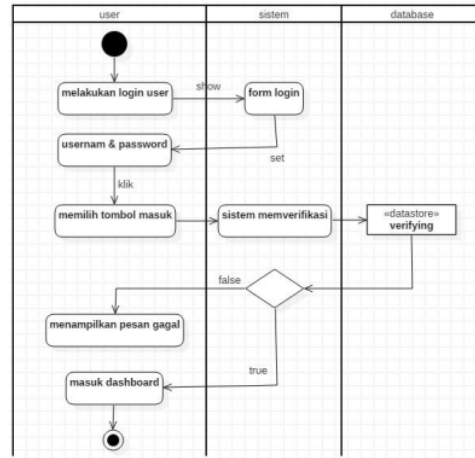 user
sistem
database
melakukan login user
show
form login
usernam & password
set
klik
memilih tombol masuk
sistem memverifikasi
«datastore»
verifying
false
menampilkan pesan gagal
true
masuk dashboard